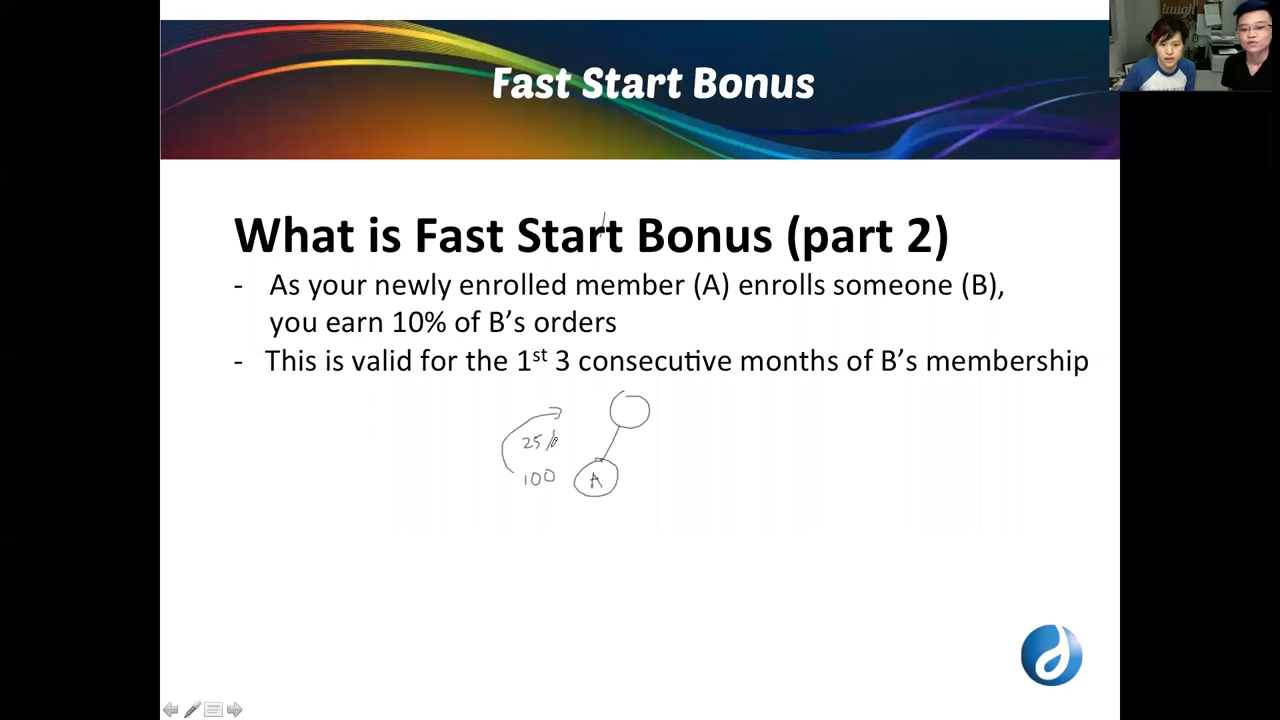 laugh
Fast Start Bonus
What is Fast Start Bonus (part 2)
- As your newly enrolled member (A) enrolls someone (B),
you earn 10% of B’s orders
- This is valid for the 1st 3 consecutive months of B’s membership
25%
100
A